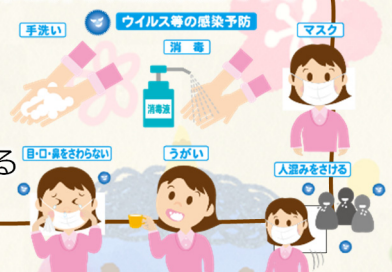 ウイルス等の感染予防
手洗い
消毒
マスク
消毒液
る
目・口・鼻をさわらない
うがい
人混みをさける